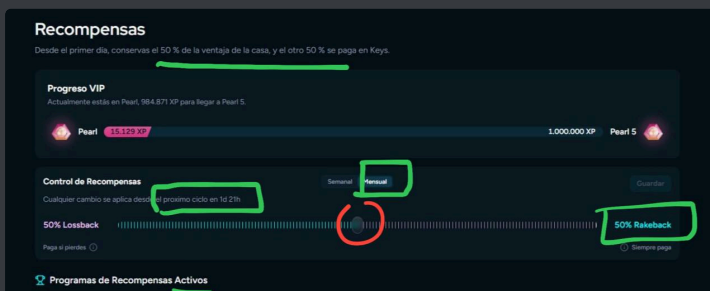 Recompensas
Desde el primer día, conservas el 50 % de la ventaja de la casa, y el otro 50 % se paga en Keys.
Progreso VIP
Actualmente estás en Pearl, 984.871 XP para llegar a Pearl 5.
Pearl 15.129 XP 1.000.000 XP Pearl 5
Control de Recompensas Semanal Mensual Guardar
Cualquier cambio se aplica desde el proximo ciclo en 1d 21h
50% Lossback 50% Rakeback
Paga si pierdes Siempre paga
Programas de Recompensas Activos